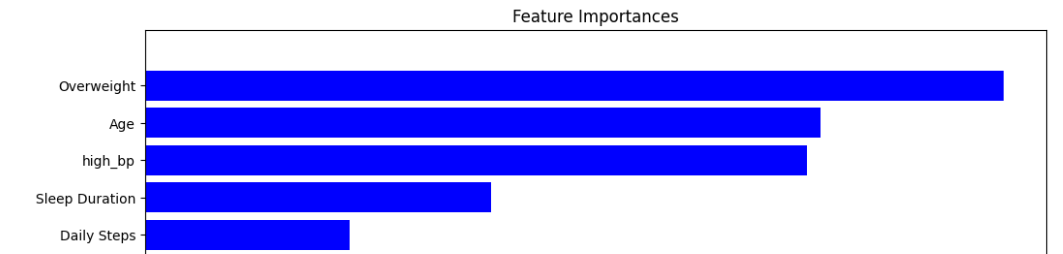 Feature Importances
Overweight
Age
high_bp
Sleep Duration
Daily Steps